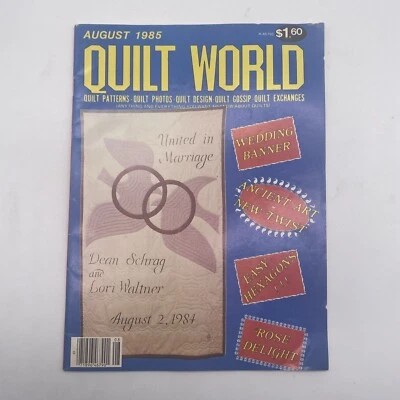 AUGUST 1985
$1.60
QUILT WORLD
QUILT PATTERNS · QUILT PHOTOS · QUILT DESIGN · QUILT GOSSIP QUILT EXCHANGES
United in
Marriage
Dean Schrag
and
Lori Waltner
August 2, 1984
WEDDING
BANNER
ANCIENT ART
NEW TWIST
EASY
HEXAGONS
ROSE
DELIGHT